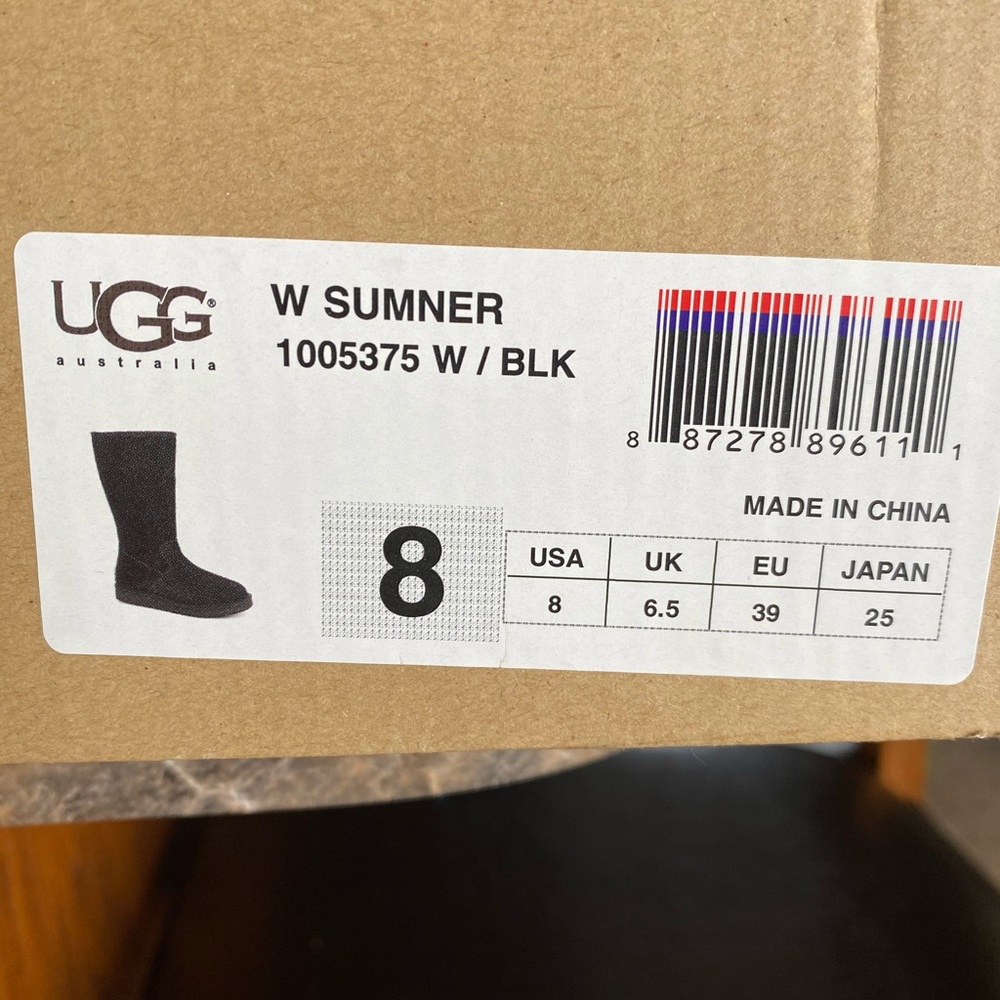 UGG®
australia
W SUMNER
1005375 W / BLK
8 87278 89611 1
MADE IN CHINA
8
USA UK EU JAPAN
8 6.5 39 25